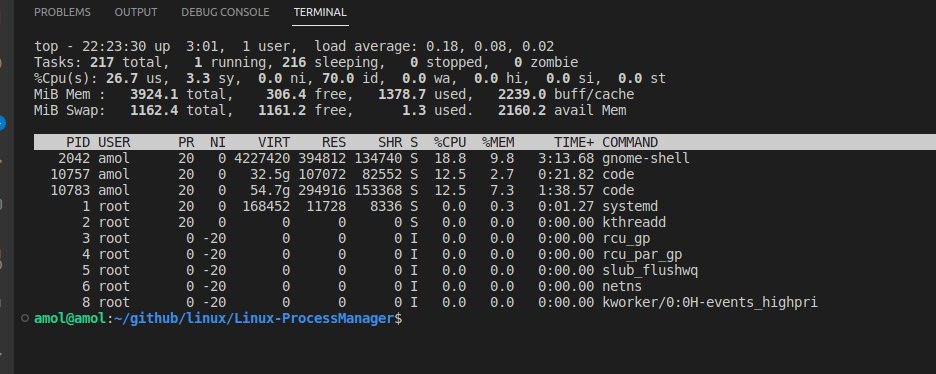 PROBLEMS OUTPUT DEBUG CONSOLE TERMINAL
top - 22:23:30 up  3:01,  1 user,  load average: 0.18, 0.08, 0.02
Tasks: 217 total,   1 running, 216 sleeping,   0 stopped,   0 zombie
%Cpu(s): 26.7 us,  3.3 sy,  0.0 ni, 70.0 id,  0.0 wa,  0.0 hi,  0.0 si,  0.0 st
MiB Mem :   3924.1 total,    306.4 free,   1378.7 used,   2239.0 buff/cache
MiB Swap:   1162.4 total,   1161.2 free,      1.3 used.   2160.2 avail Mem
PID USER      PR  NI    VIRT    RES    SHR S  %CPU  %MEM     TIME+ COMMAND
2042 amol      20   0 4227420 394812 134740 S  18.8   9.8   3:13.68 gnome-shell
10757 amol      20   0   32.5g 107072  82552 S  12.5   2.7   0:21.82 code
10783 amol      20   0   54.7g 294916 153368 S  12.5   7.3   1:38.57 code
1 root      20   0  168452  11728   8336 S   0.0   0.3   0:01.27 systemd
2 root      20   0       0      0      0 S   0.0   0.0   0:00.00 kthreadd
3 root       0 -20       0      0      0 I   0.0   0.0   0:00.00 rcu_gp
4 root       0 -20       0      0      0 I   0.0   0.0   0:00.00 rcu_par_gp
5 root       0 -20       0      0      0 I   0.0   0.0   0:00.00 slub_flushwq
6 root       0 -20       0      0      0 I   0.0   0.0   0:00.00 netns
8 root       0 -20       0      0      0 I   0.0   0.0   0:00.00 kworker/0:0H-events_highpri
amol@amol:~/github/linux/Linux-ProcessManager$